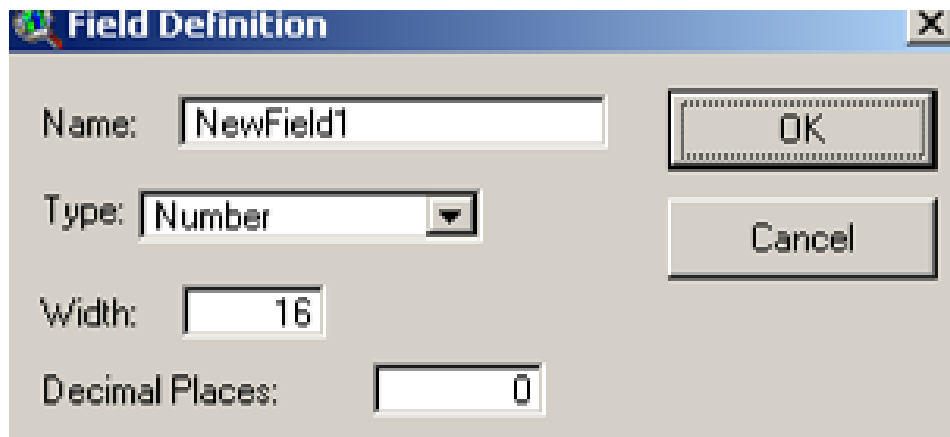 Field Definition
Name: NewField1
OK
Type: Number
Cancel
Width: 16
Decimal Places: 0